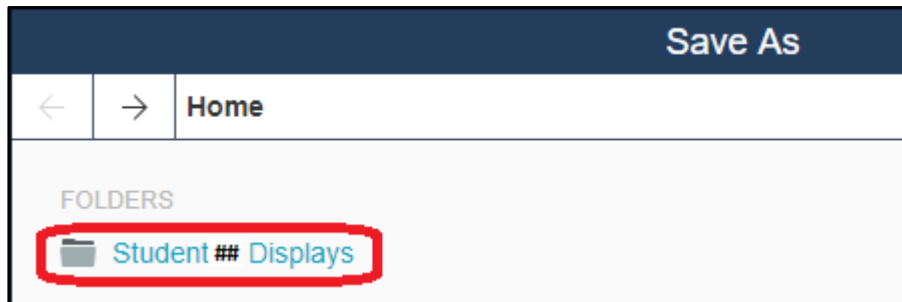 Save As
← → Home
FOLDERS
Student ## Displays